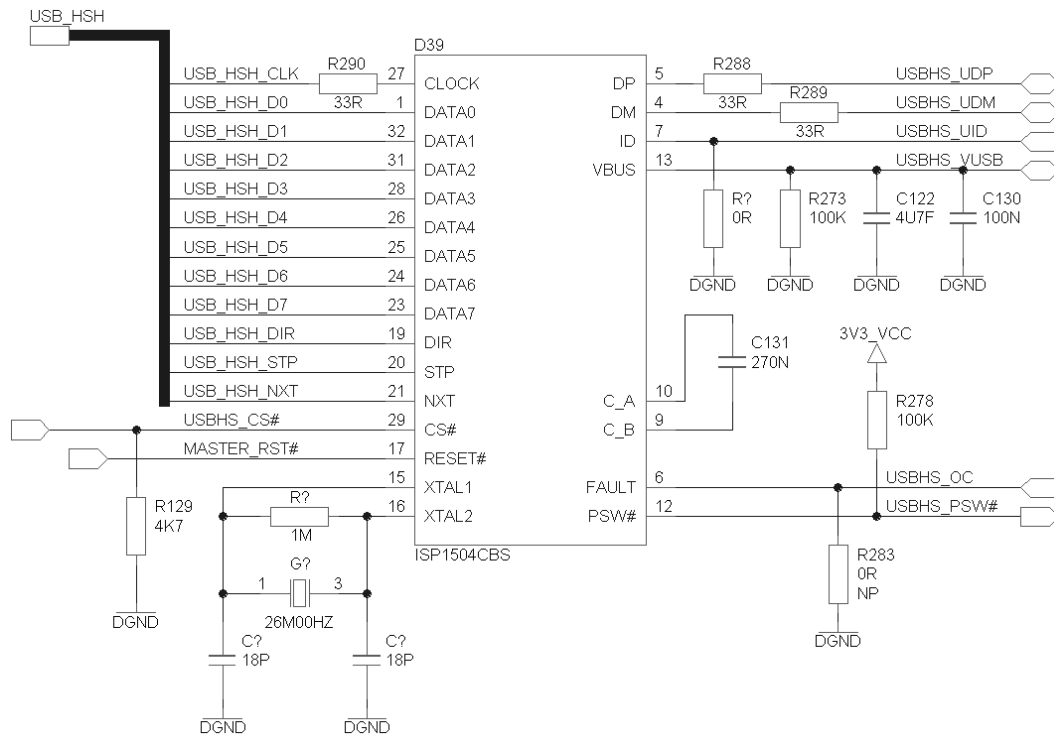 USB_HSH
D39
USB_HSH_CLK R290 33R 27 CLOCK
USB_HSH_D0 1 DATA0
USB_HSH_D1 32 DATA1
USB_HSH_D2 31 DATA2
USB_HSH_D3 28 DATA3
USB_HSH_D4 26 DATA4
USB_HSH_D5 25 DATA5
USB_HSH_D6 24 DATA6
USB_HSH_D7 23 DATA7
USB_HSH_DIR 19 DIR
USB_HSH_STP 20 STP
USB_HSH_NXT 21 NXT
USBHS_CS# 29 CS#
MASTER_RST# 17 RESET#
15 XTAL1
16 XTAL2
ISP1504CBS
R129
4K7
DGND
R?
1M
G?
1 3
26M00HZ
C?
18P
DGND
C?
18P
DGND
DP 5 R288 33R USBHS_UDP
DM 4 R289 33R USBHS_UDM
ID 7 USBHS_UID
VBUS 13 USBHS_VUSB
R?
0R
DGND
R273
100K
DGND
C122
4U7F
DGND
C130
100N
DGND
C_A 10
C_B 9
C131
270N
3V3_VCC
R278
100K
FAULT 6 USBHS_OC
PSW# 12 USBHS_PSW#
R283
0R
NP
DGND